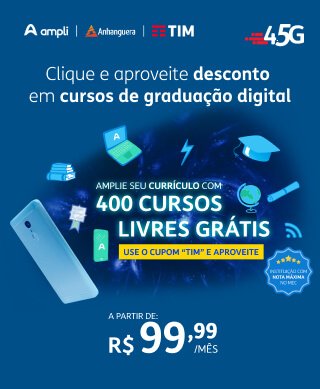 ampli | Anhanguera | TIM 4.5G
Clique e aproveite desconto
em cursos de graduação digital
AMPLIE SEU CURRÍCULO COM
400 CURSOS
LIVRES GRÁTIS
USE O CUPOM "TIM" E APROVEITE
INSTITUIÇÃO COM
NOTA MÁXIMA
NO MEC
A PARTIR DE:
R$ 99,99
/MÊS